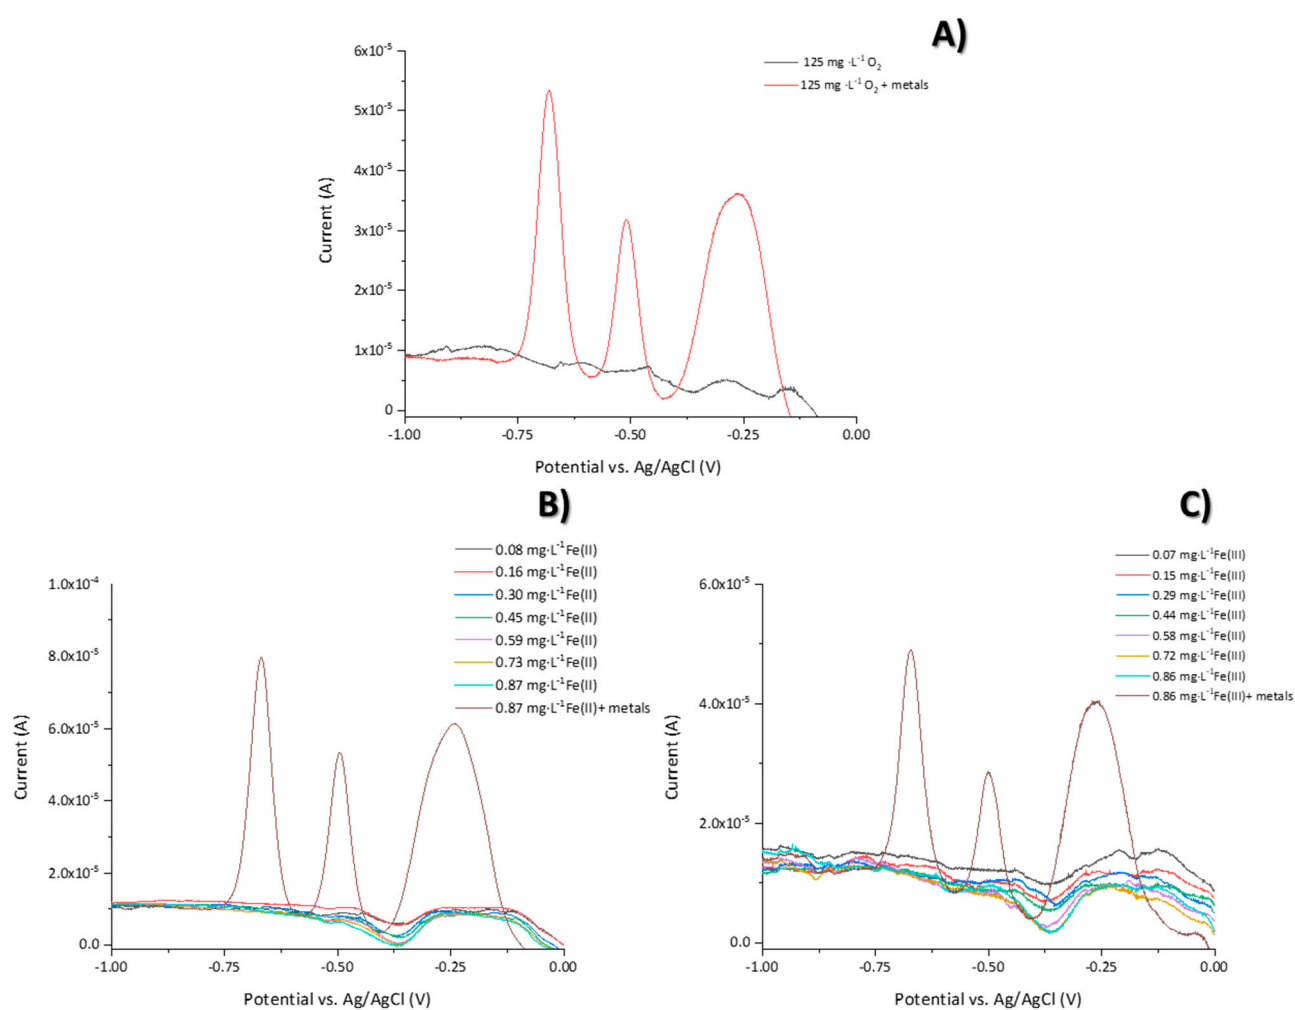 A)
125 mg ·L⁻¹ O₂
125 mg ·L⁻¹ O₂ + metals
6x10⁻⁵
5x10⁻⁵
4x10⁻⁵
3x10⁻⁵
2x10⁻⁵
1x10⁻⁵
0
Current (A)
-1.00 -0.75 -0.50 -0.25 0.00
Potential vs. Ag/AgCl (V)
B)
0.08 mg·L⁻¹Fe(II)
0.16 mg·L⁻¹Fe(II)
0.30 mg·L⁻¹Fe(II)
0.45 mg·L⁻¹Fe(II)
0.59 mg·L⁻¹Fe(II)
0.73 mg·L⁻¹Fe(II)
0.87 mg·L⁻¹Fe(II)
0.87 mg·L⁻¹Fe(II)+ metals
1.0x10⁻⁴
8.0x10⁻⁵
6.0x10⁻⁵
4.0x10⁻⁵
2.0x10⁻⁵
0.0
Current (A)
-1.00 -0.75 -0.50 -0.25 0.00
Potential vs. Ag/AgCl (V)
C)
0.07 mg·L⁻¹Fe(III)
0.15 mg·L⁻¹Fe(III)
0.29 mg·L⁻¹Fe(III)
0.44 mg·L⁻¹Fe(III)
0.58 mg·L⁻¹Fe(III)
0.72 mg·L⁻¹Fe(III)
0.86 mg·L⁻¹Fe(III)
0.86 mg·L⁻¹Fe(III)+ metals
6.0x10⁻⁵
4.0x10⁻⁵
2.0x10⁻⁵
0.0
Current (A)
-1.00 -0.75 -0.50 -0.25 0.00
Potential vs. Ag/AgCl (V)